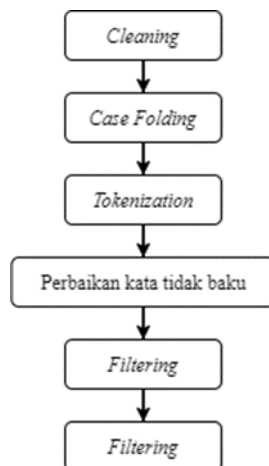 Cleaning
Case Folding
Tokenization
Perbaikan kata tidak baku
Filtering
Filtering